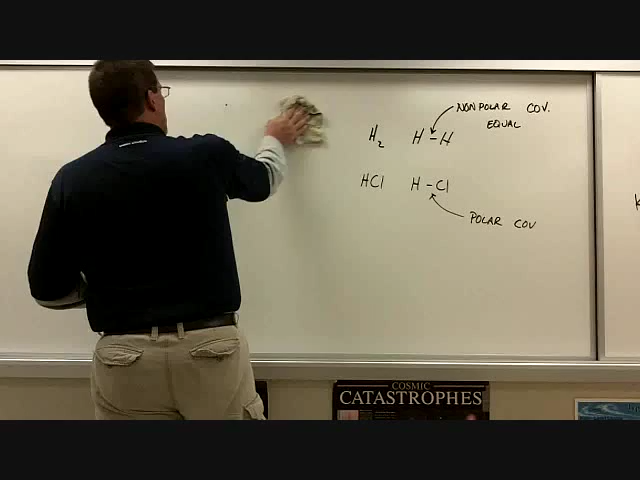 H₂ H–H NONPOLAR COV.
EQUAL
HCl H–Cl
POLAR COV
COSMIC
CATASTROPHES